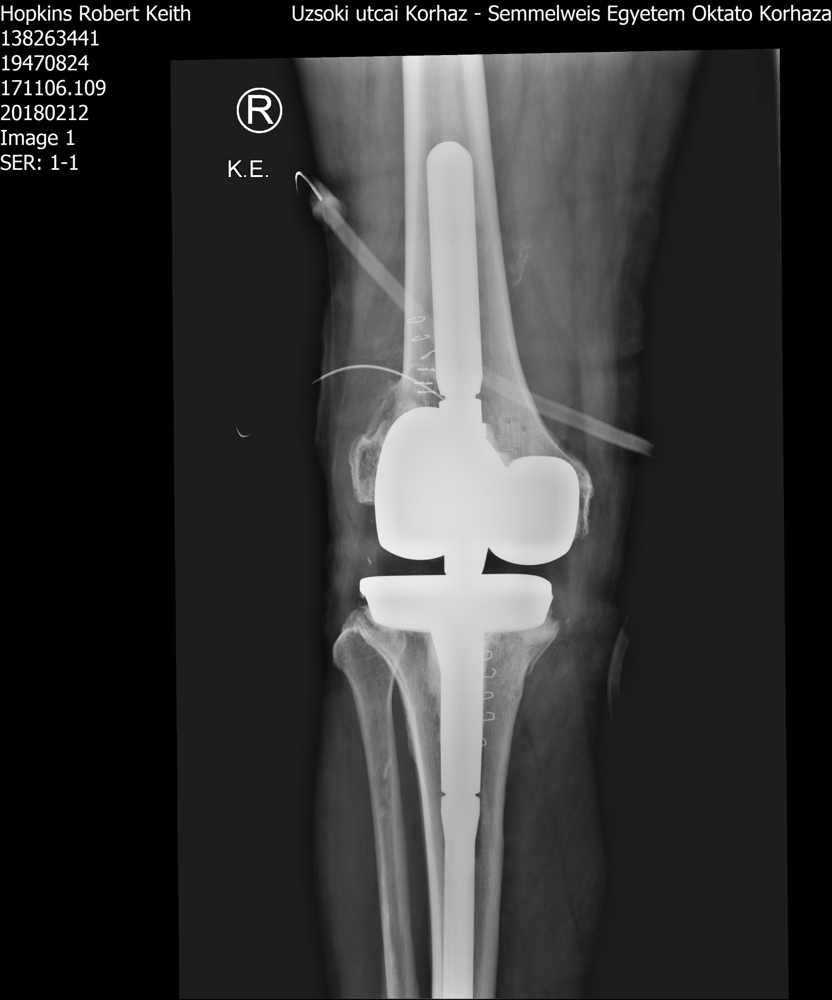 Hopkins Robert Keith
Uzsoki utcai Korhaz - Semmelweis Egyetem Oktato Korhaza
138263441
19470824
171106.109
20180212
Image 1
SER: 1-1
R
K.E.